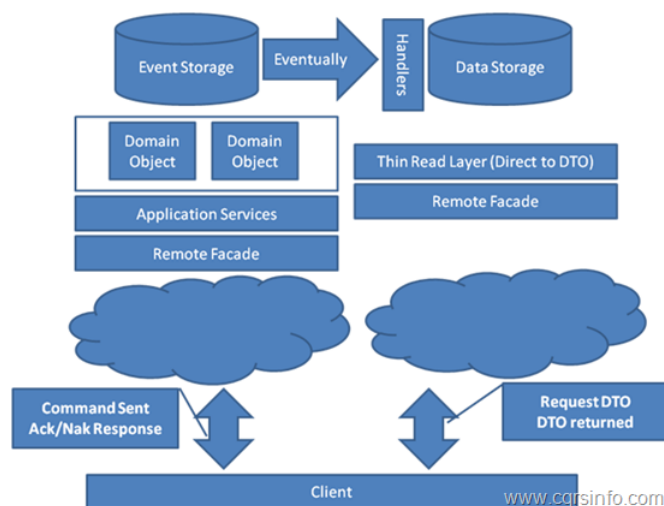 Event Storage
Eventually
Handlers
Data Storage
Domain
Object
Domain
Object
Thin Read Layer (Direct to DTO)
Application Services
Remote Facade
Remote Facade
Command Sent
Ack/Nak Response
Request DTO
DTO returned
Client
www.cqrsinfo.com